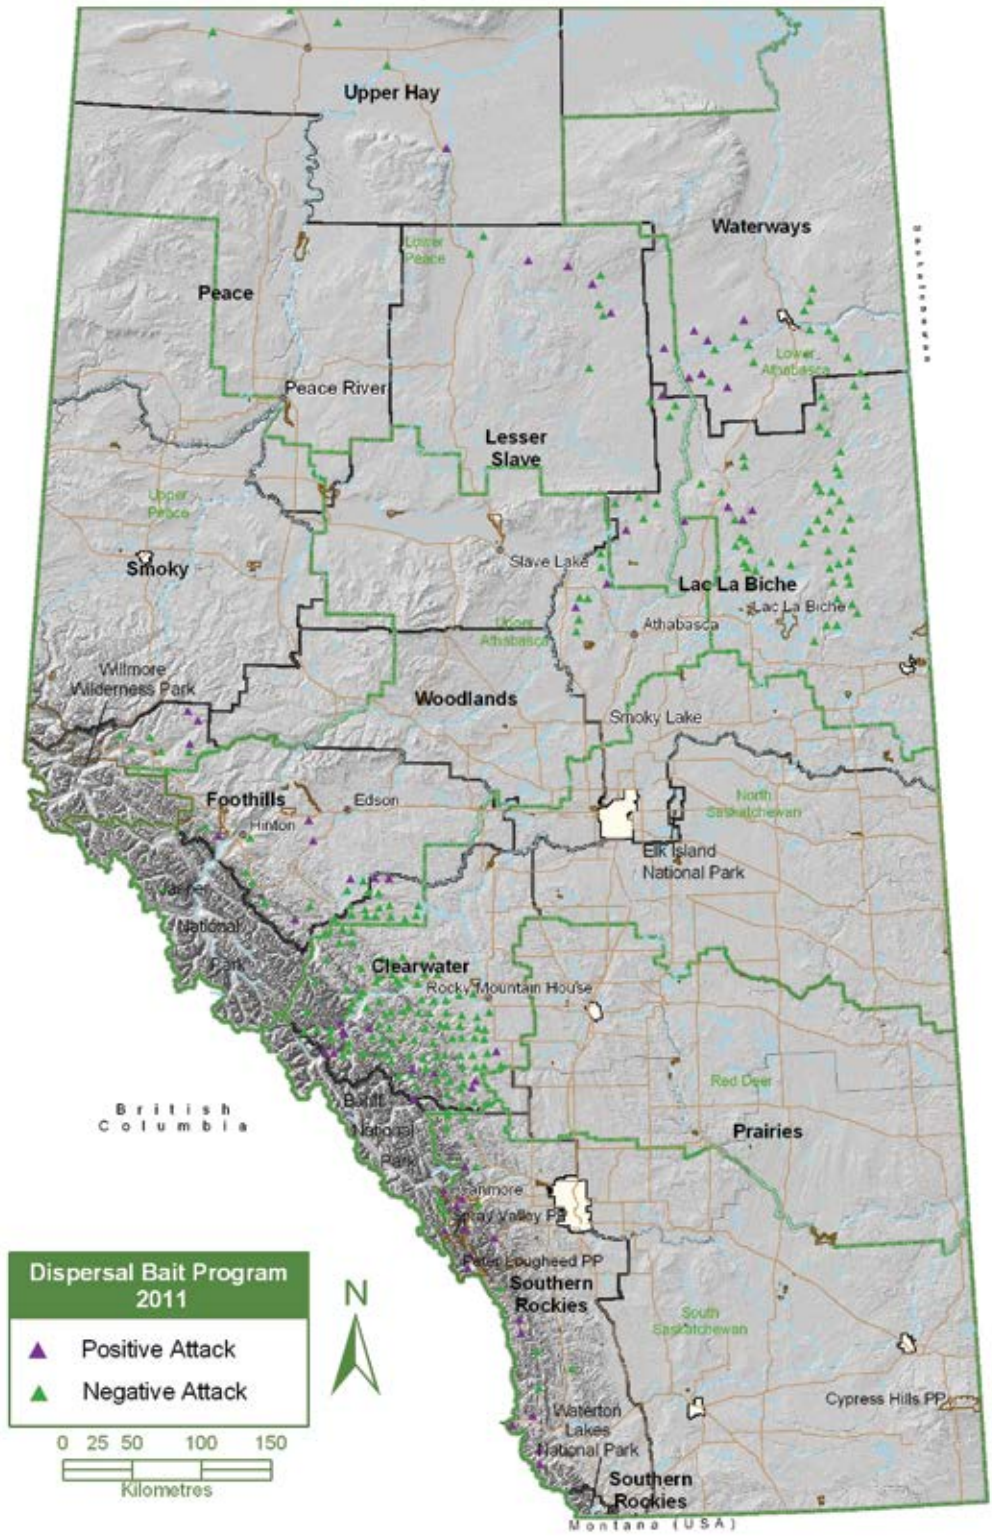 Upper Hay
Waterways
Lower
Peace
Saskatchewan
Peace
Lower
Athabasca
Peace River
Lesser
Slave
Upper
Peace
Slave Lake
Smoky
Lac La Biche
Lac La Biche
Upper
Athabasca
Athabasca
Willmore
Wilderness Park
Woodlands
Smoky Lake
Foothills
Edson
North
Saskatchewan
Hinton
Elk Island
National Park
Jasper
National
Park
Clearwater
Rocky Mountain House
Red Deer
British
Columbia
Banff
National
Park
Prairies
Canmore
Spray Valley PP
Peter Lougheed PP
Southern
Rockies
South
Saskatchewan
Dispersal Bait Program
2011
N
Positive Attack
Negative Attack
Cypress Hills PP
Waterton
Lakes
National Park
0 25 50 100 150
Kilometres
Southern
Rockies
Montana (USA)